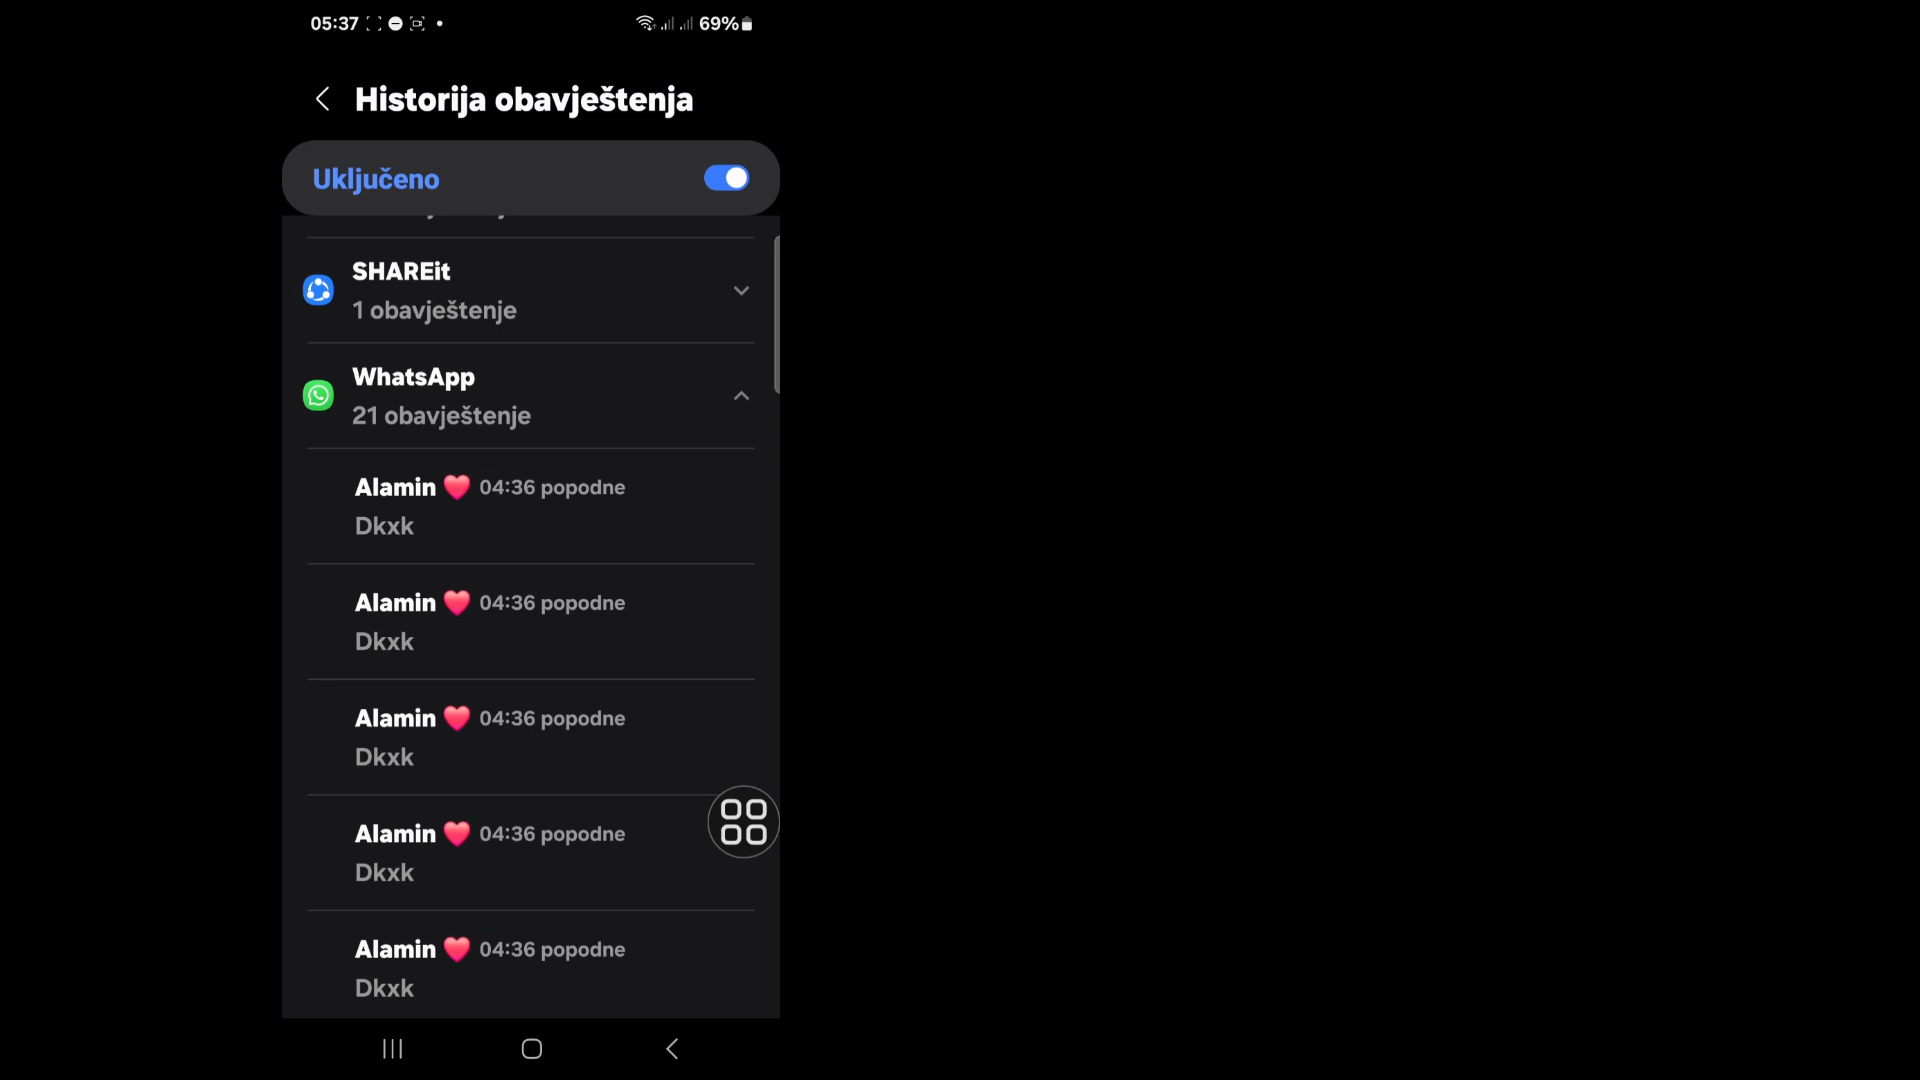 05:37 69%
Historija obavještenja
Uključeno
SHAREit
1 obavještenje
WhatsApp
21 obavještenje
Alamin ❤️ 04:36 popodne
Dkxk
Alamin ❤️ 04:36 popodne
Dkxk
Alamin ❤️ 04:36 popodne
Dkxk
Alamin ❤️ 04:36 popodne
Dkxk
Alamin ❤️ 04:36 popodne
Dkxk